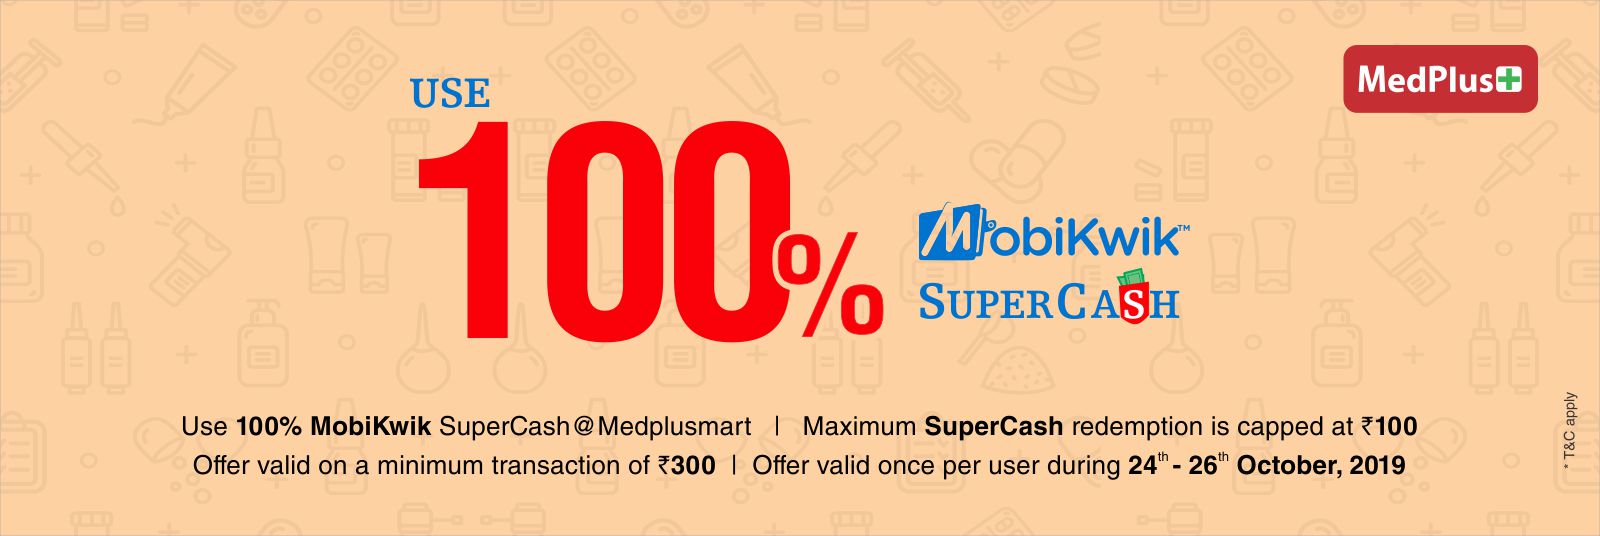 MedPlus
USE
100%
MobiKwik™
SUPERCASH
Use 100% MobiKwik SuperCash@Medplusmart | Maximum SuperCash redemption is capped at ₹100
Offer valid on a minimum transaction of ₹300 | Offer valid once per user during 24th - 26th October, 2019
* T&C apply